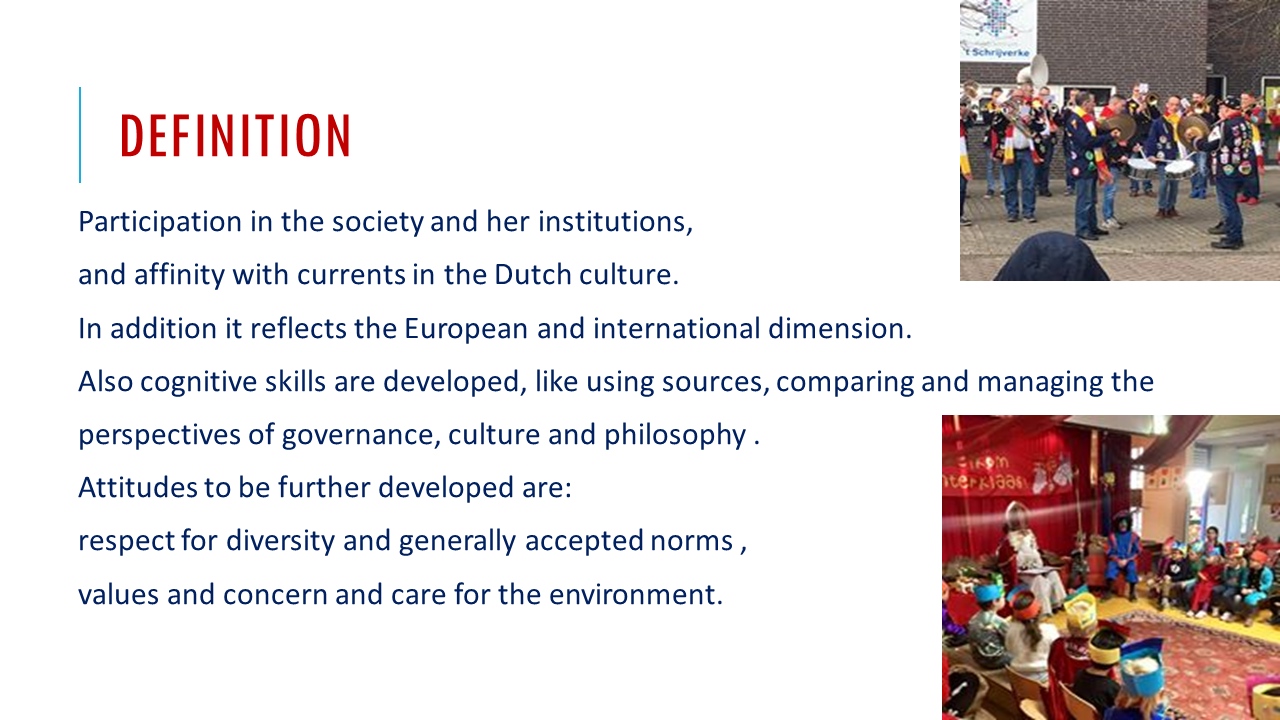 't Schrijverke
DEFINITION
Participation in the society and her institutions,
and affinity with currents in the Dutch culture.
In addition it reflects the European and international dimension.
Also cognitive skills are developed, like using sources, comparing and managing the
perspectives of governance, culture and philosophy .
Attitudes to be further developed are:
respect for diversity and generally accepted norms ,
values and concern and care for the environment.